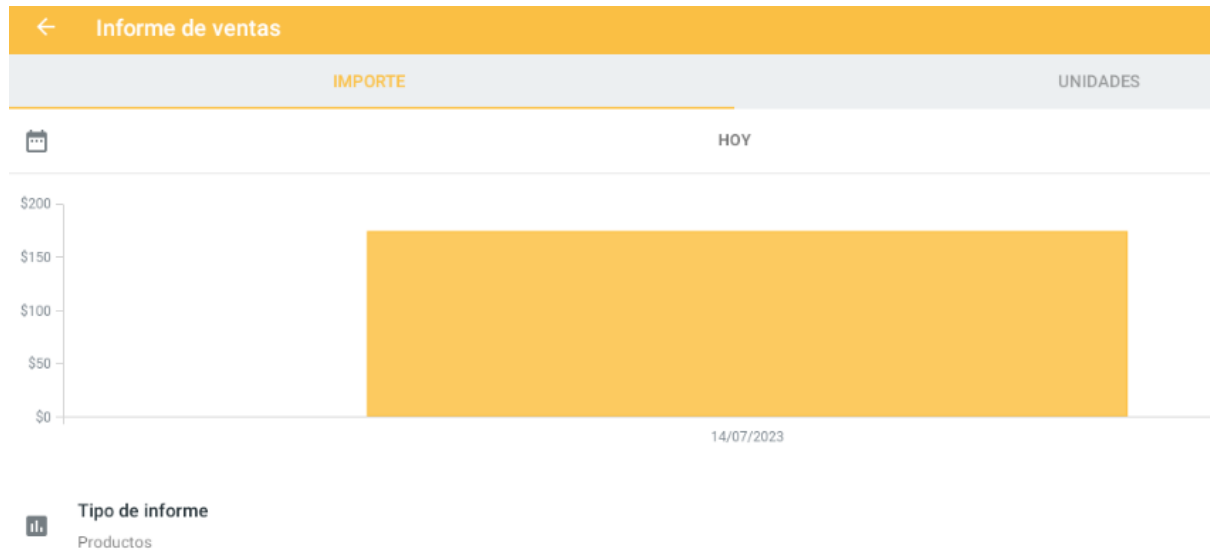 Informe de ventas
IMPORTE UNIDADES
HOY
$200
$150
$100
$50
$0
14/07/2023
Tipo de informe
Productos